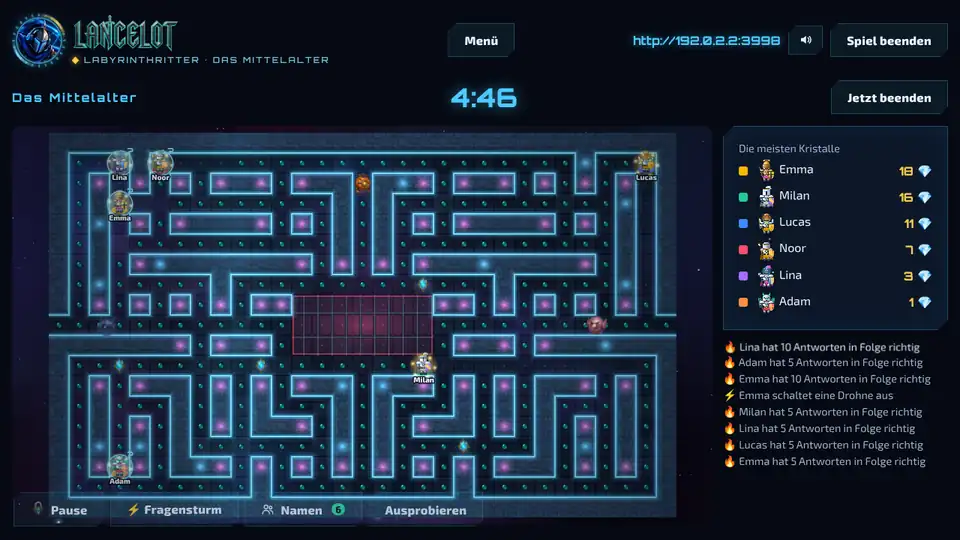 LANCELOT
LABYRINTHRITTER · DAS MITTELALTER
Menü
http://192.0.2.2:3998
Spiel beenden
Das Mittelalter
4:46
Jetzt beenden
Lina
Noor
Lucas
Emma
Milan
Adam
Die meisten Kristalle
Emma 18
Milan 16
Lucas 11
Noor 7
Lina 3
Adam 1
Lina hat 10 Antworten in Folge richtig
Adam hat 5 Antworten in Folge richtig
Emma hat 10 Antworten in Folge richtig
Emma schaltet eine Drohne aus
Milan hat 5 Antworten in Folge richtig
Lina hat 5 Antworten in Folge richtig
Lucas hat 5 Antworten in Folge richtig
Emma hat 5 Antworten in Folge richtig
Pause
Fragensturm
Namen 6
Ausprobieren